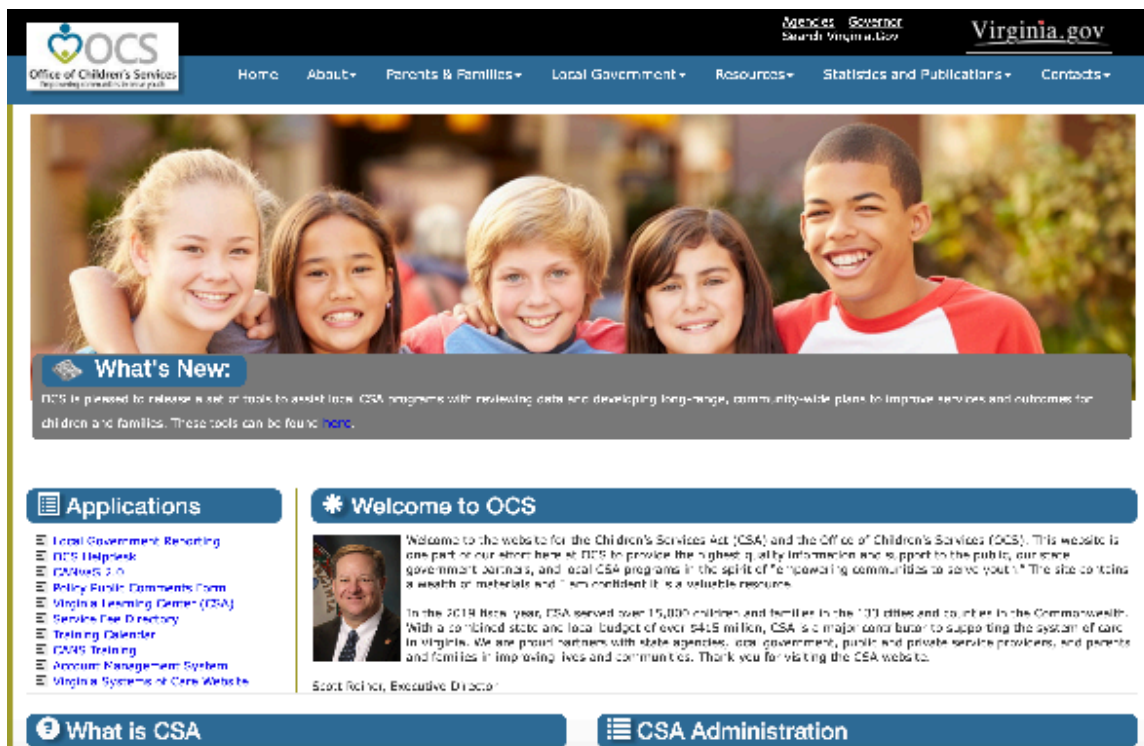 Agencies Governor
Search Virginia.Gov
Virginia.gov
OCS
Office of Children's Services
Empowering communities to serve youth
Home About Parents & Families Local Government Resources Statistics and Publications Contacts
What's New:
OCS is pleased to release a set of tools to assist local CSA programs with reviewing data and developing long-range, community-wide plans to improve services and outcomes for
children and families. These tools can be found here.
Applications
Local Government Reporting
OCS Helpdesk
CANVaS 2.0
Policy Public Comments Form
Virginia Learning Center (CSA)
Service Fee Directory
Training Calendar
CANS Training
Account Management System
Virginia Systems of Care Website
Welcome to OCS
Welcome to the website for the Children's Services Act (CSA) and the Office of Children's Services (OCS). This website is
one part of our effort here at OCS to provide the highest quality information and support to the public, our state
government partners, and local CSA programs in the spirit of "empowering communities to serve youth." The site contains
a wealth of materials and I am confident it is a valuable resource.
In the 2019 fiscal year, CSA served over 15,000 children and families in the 130 cities and counties in the Commonwealth.
With a combined state and local budget of over $415 million, CSA is a major contributor to supporting the system of care
in Virginia. We are proud partners with state agencies, local government, public and private service providers, and parents
and families in improving lives and communities. Thank you for visiting the CSA website.
Scott Reiner, Executive Director
What is CSA
CSA Administration